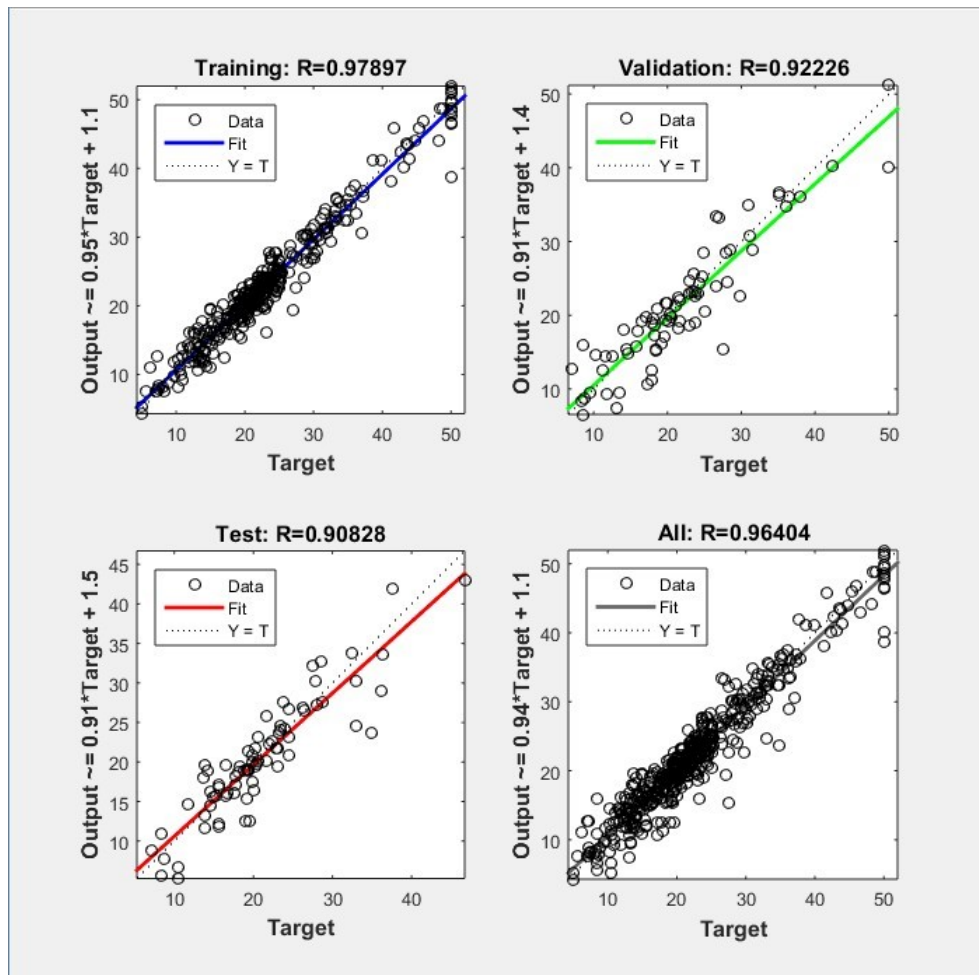 Training: R=0.97897
Output ~= 0.95*Target + 1.1
50
40
30
20
10
Data
Fit
Y = T
10 20 30 40 50
Target
Validation: R=0.92226
Output ~= 0.91*Target + 1.4
50
40
30
20
10
Data
Fit
Y = T
10 20 30 40 50
Target
Test: R=0.90828
Output ~= 0.91*Target + 1.5
45
40
35
30
25
20
15
10
Data
Fit
Y = T
10 20 30 40
Target
All: R=0.96404
Output ~= 0.94*Target + 1.1
50
40
30
20
10
Data
Fit
Y = T
10 20 30 40 50
Target